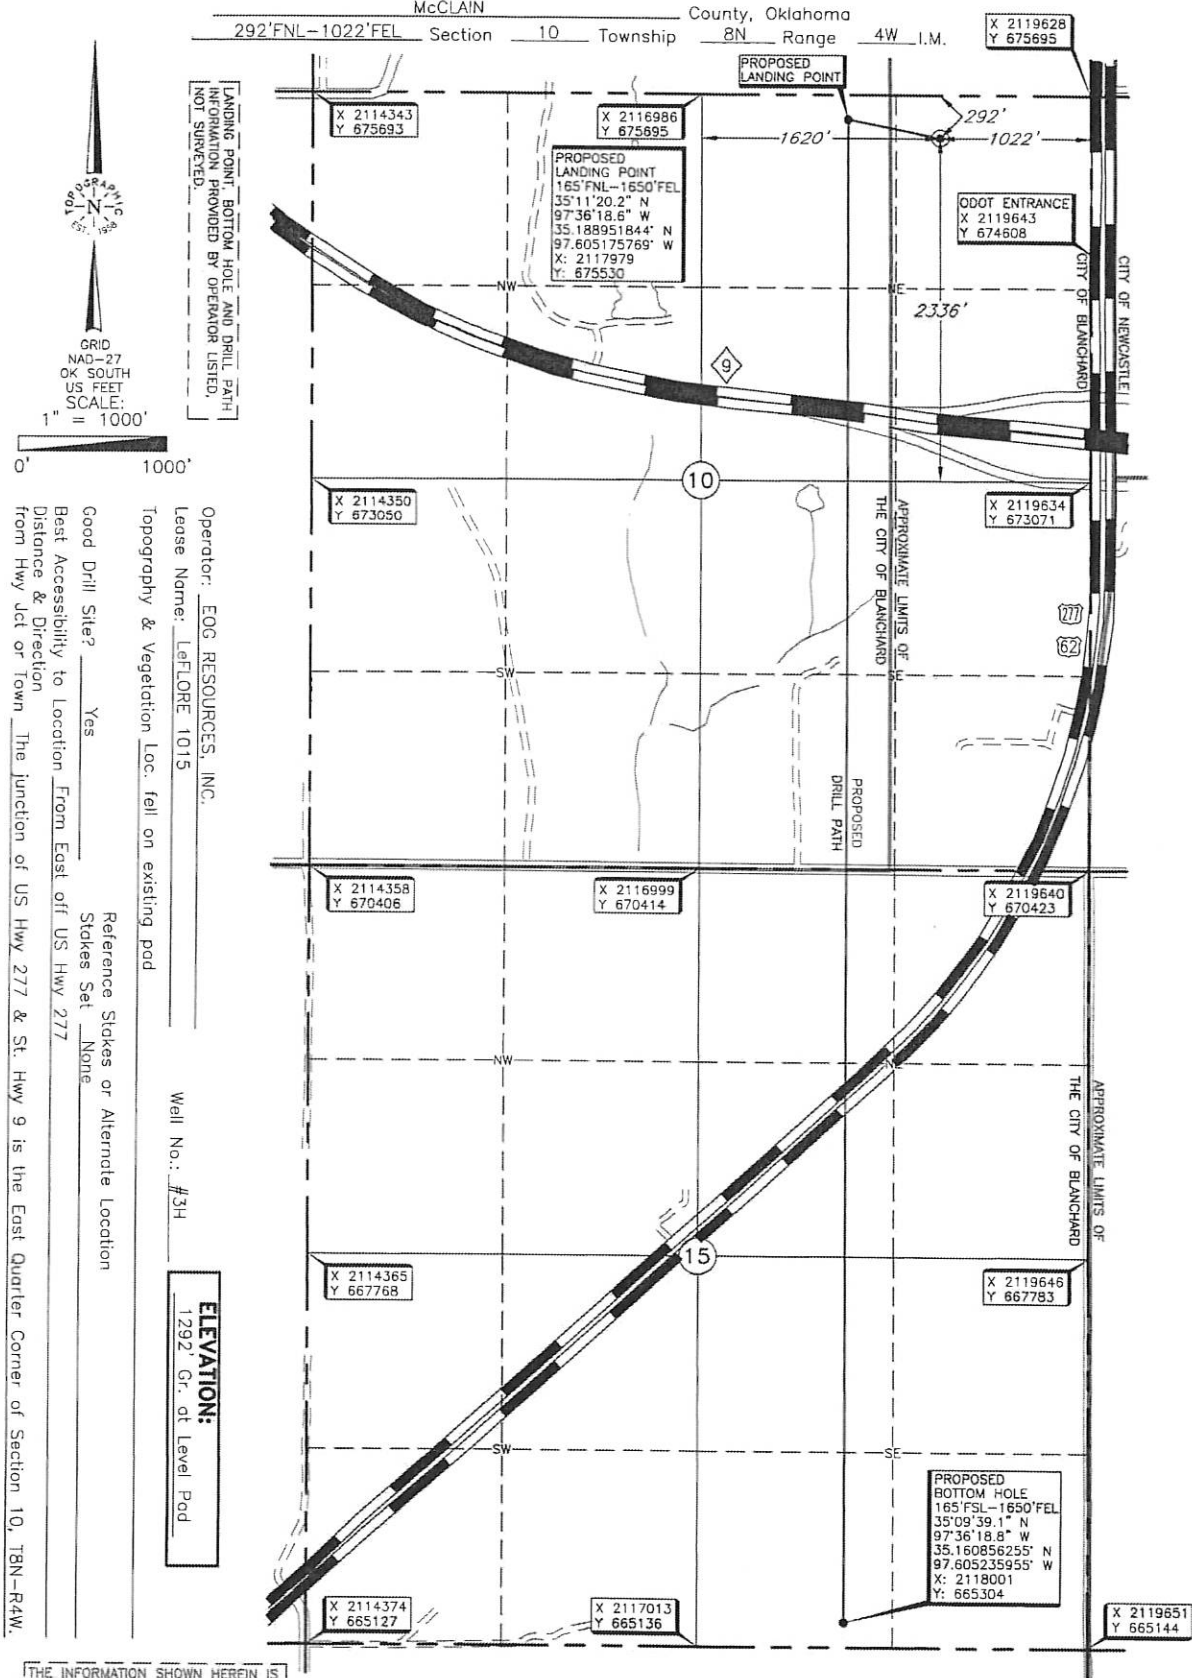 McCLAIN County, Oklahoma
292'FNL-1022'FEL Section 10 Township 8N Range 4W I.M.
X 2119628
Y 675695
PROPOSED
LANDING POINT
X 2114343
Y 675693
X 2116986
Y 675695
292'
1620'
1022'
LANDING POINT, BOTTOM HOLE AND DRILL PATH
INFORMATION PROVIDED BY OPERATOR LISTED,
NOT SURVEYED.
PROPOSED
LANDING POINT
165'FNL-1650'FEL
35°11'20.2" N
97°36'18.6" W
35.188951844° N
97.605175769° W
X: 2117979
Y: 675530
ODOT ENTRANCE
X 2119643
Y 674608
TOPOGRAPHIC
N
EST. 1958
CITY OF NEWCASTLE
CITY OF BLANCHARD
NW
NE
2336'
GRID
NAD-27
OK SOUTH
US FEET
SCALE:
1" = 1000'
0' 1000'
9
10
X 2114350
Y 673050
X 2119634
Y 673071
APPROXIMATE LIMITS OF
THE CITY OF BLANCHARD
277
62
SW
SE
PROPOSED
DRILL PATH
X 2114358
Y 670406
X 2116999
Y 670414
X 2119640
Y 670423
NW
NE
APPROXIMATE LIMITS OF
THE CITY OF BLANCHARD
15
X 2114365
Y 667768
X 2119646
Y 667783
SW
SE
PROPOSED
BOTTOM HOLE
165'FSL-1650'FEL
35°09'39.1" N
97°36'18.8" W
35.160856255° N
97.605235955° W
X: 2118001
Y: 665304
X 2114374
Y 665127
X 2117013
Y 665136
X 2119651
Y 665144
Operator: EOG RESOURCES, INC.
Lease Name: LeFLORE 1015 Well No.: #3H
ELEVATION:
1292' Gr. at Level Pad
Topography & Vegetation Loc. fell on existing pad
Good Drill Site? Yes
Reference Stakes or Alternate Location
Stakes Set None
Best Accessibility to Location From East off US Hwy 277
Distance & Direction
from Hwy Jct or Town The junction of US Hwy 277 & St. Hwy 9 is the East Quarter Corner of Section 10, T8N-R4W.
THE INFORMATION SHOWN HEREIN IS